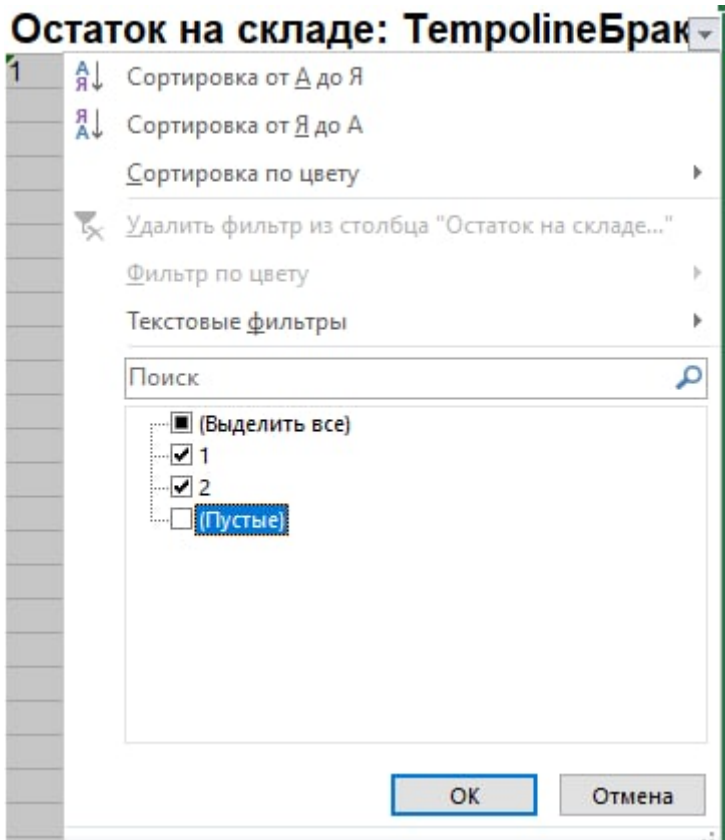 Остаток на складе: TempolineБрак
1
Сортировка от А до Я
Сортировка от Я до А
Сортировка по цвету
Удалить фильтр из столбца "Остаток на складе..."
Фильтр по цвету
Текстовые фильтры
Поиск
(Выделить все)
1
2
(Пустые)
ОК
Отмена